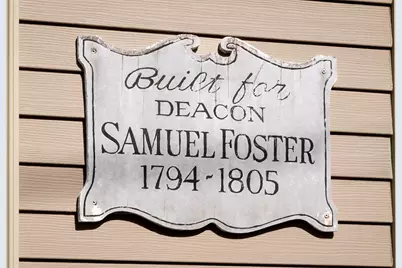 Built for
DEACON
SAMUEL FOSTER
1794-1805